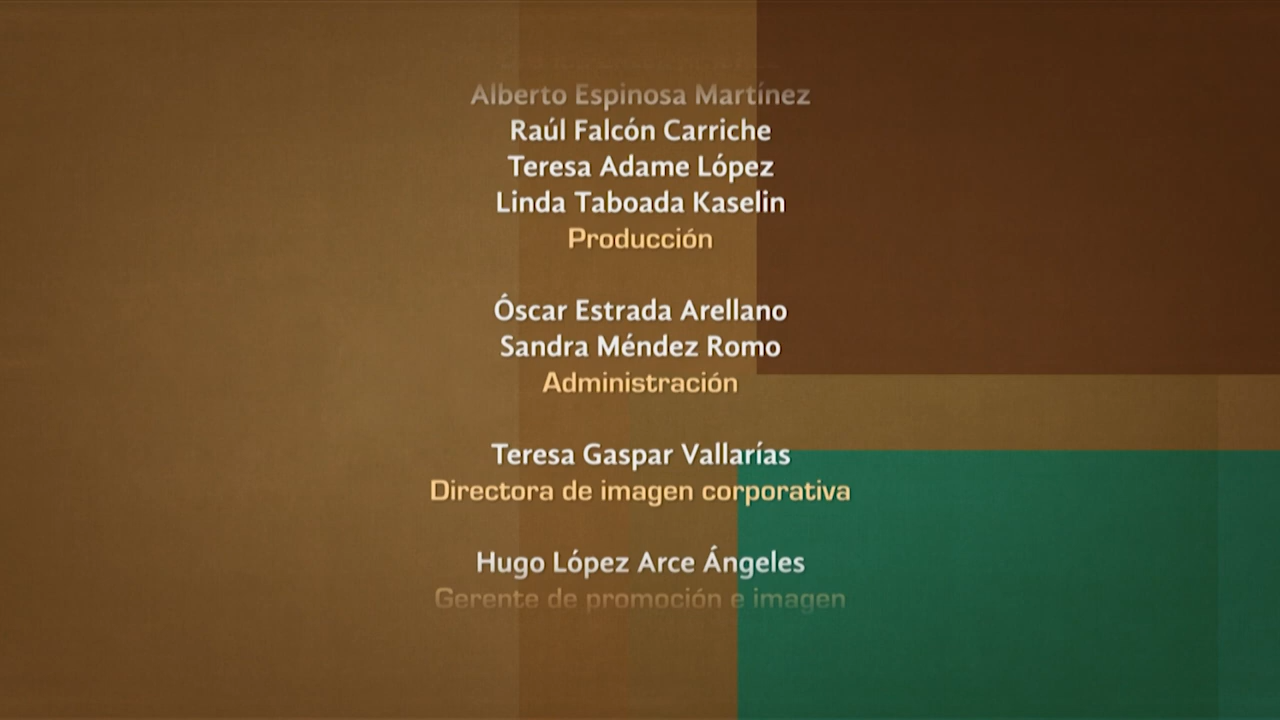 Alberto Espinosa Martínez
Raúl Falcón Carriche
Teresa Adame López
Linda Taboada Kaselin
Producción
Óscar Estrada Arellano
Sandra Méndez Romo
Administración
Teresa Gaspar Vallarías
Directora de imagen corporativa
Hugo López Arce Ángeles
Gerente de promoción e imagen